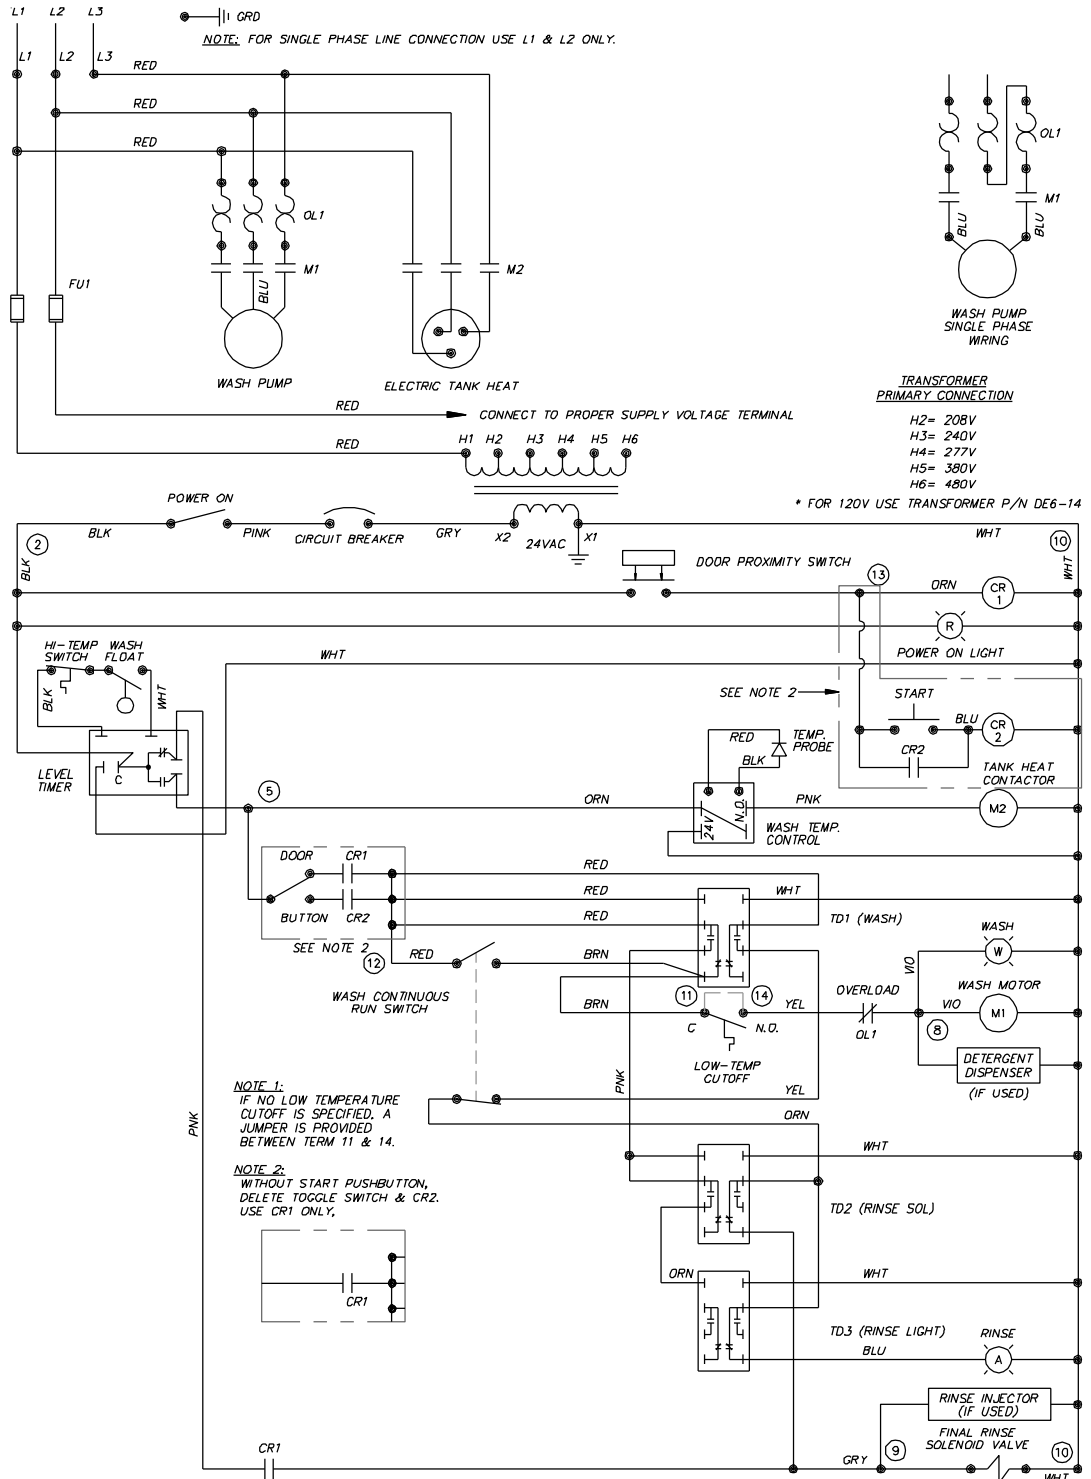 L1 L2 L3
GRD
NOTE: FOR SINGLE PHASE LINE CONNECTION USE L1 & L2 ONLY.
L1 L2 L3
RED
RED
RED
OL1
OL1
M1
BLU BLU
M1
M2
BLU
FU1
WASH PUMP
SINGLE PHASE
WIRING
WASH PUMP
ELECTRIC TANK HEAT
TRANSFORMER
PRIMARY CONNECTION
H2= 208V
H3= 240V
H4= 277V
H5= 380V
H6= 480V
* FOR 120V USE TRANSFORMER P/N DE6-14
RED
CONNECT TO PROPER SUPPLY VOLTAGE TERMINAL
RED
H1 H2 H3 H4 H5 H6
POWER ON
BLK
PINK
CIRCUIT BREAKER
GRY
X2
24VAC
X1
WHT
2
BLK
10
WHT
DOOR PROXIMITY SWITCH
13
ORN
CR
1
R
POWER ON LIGHT
HI-TEMP
SWITCH
WASH
FLOAT
WHT
BLK
WHT
SEE NOTE 2
START
BLU
CR
2
CR2
RED
BLK
TEMP.
PROBE
LEVEL
TIMER
C
TANK HEAT
CONTACTOR
5
ORN
24V
N.O.
PNK
M2
WASH TEMP.
CONTROL
DOOR
CR1
BUTTON
CR2
SEE NOTE 2
RED
RED
RED
WHT
TD1 (WASH)
12
RED
BRN
WASH
W
VIO
WASH CONTINUOUS
RUN SWITCH
BRN
11
14
C
N.O.
YEL
OVERLOAD
OL1
VIO
8
WASH MOTOR
M1
LOW-TEMP
CUTOFF
DETERGENT
DISPENSER
(IF USED)
PNK
YEL
ORN
PNK
NOTE 1:
IF NO LOW TEMPERATURE
CUTOFF IS SPECIFIED, A
JUMPER IS PROVIDED
BETWEEN TERM 11 & 14.
WHT
NOTE 2:
WITHOUT START PUSHBUTTON,
DELETE TOGGLE SWITCH & CR2.
USE CR1 ONLY,
TD2 (RINSE SOL)
CR1
ORN
WHT
TD3 (RINSE LIGHT)
BLU
RINSE
A
RINSE INJECTOR
(IF USED)
CR1
GRY
9
FINAL RINSE
SOLENOID VALVE
10
WHT